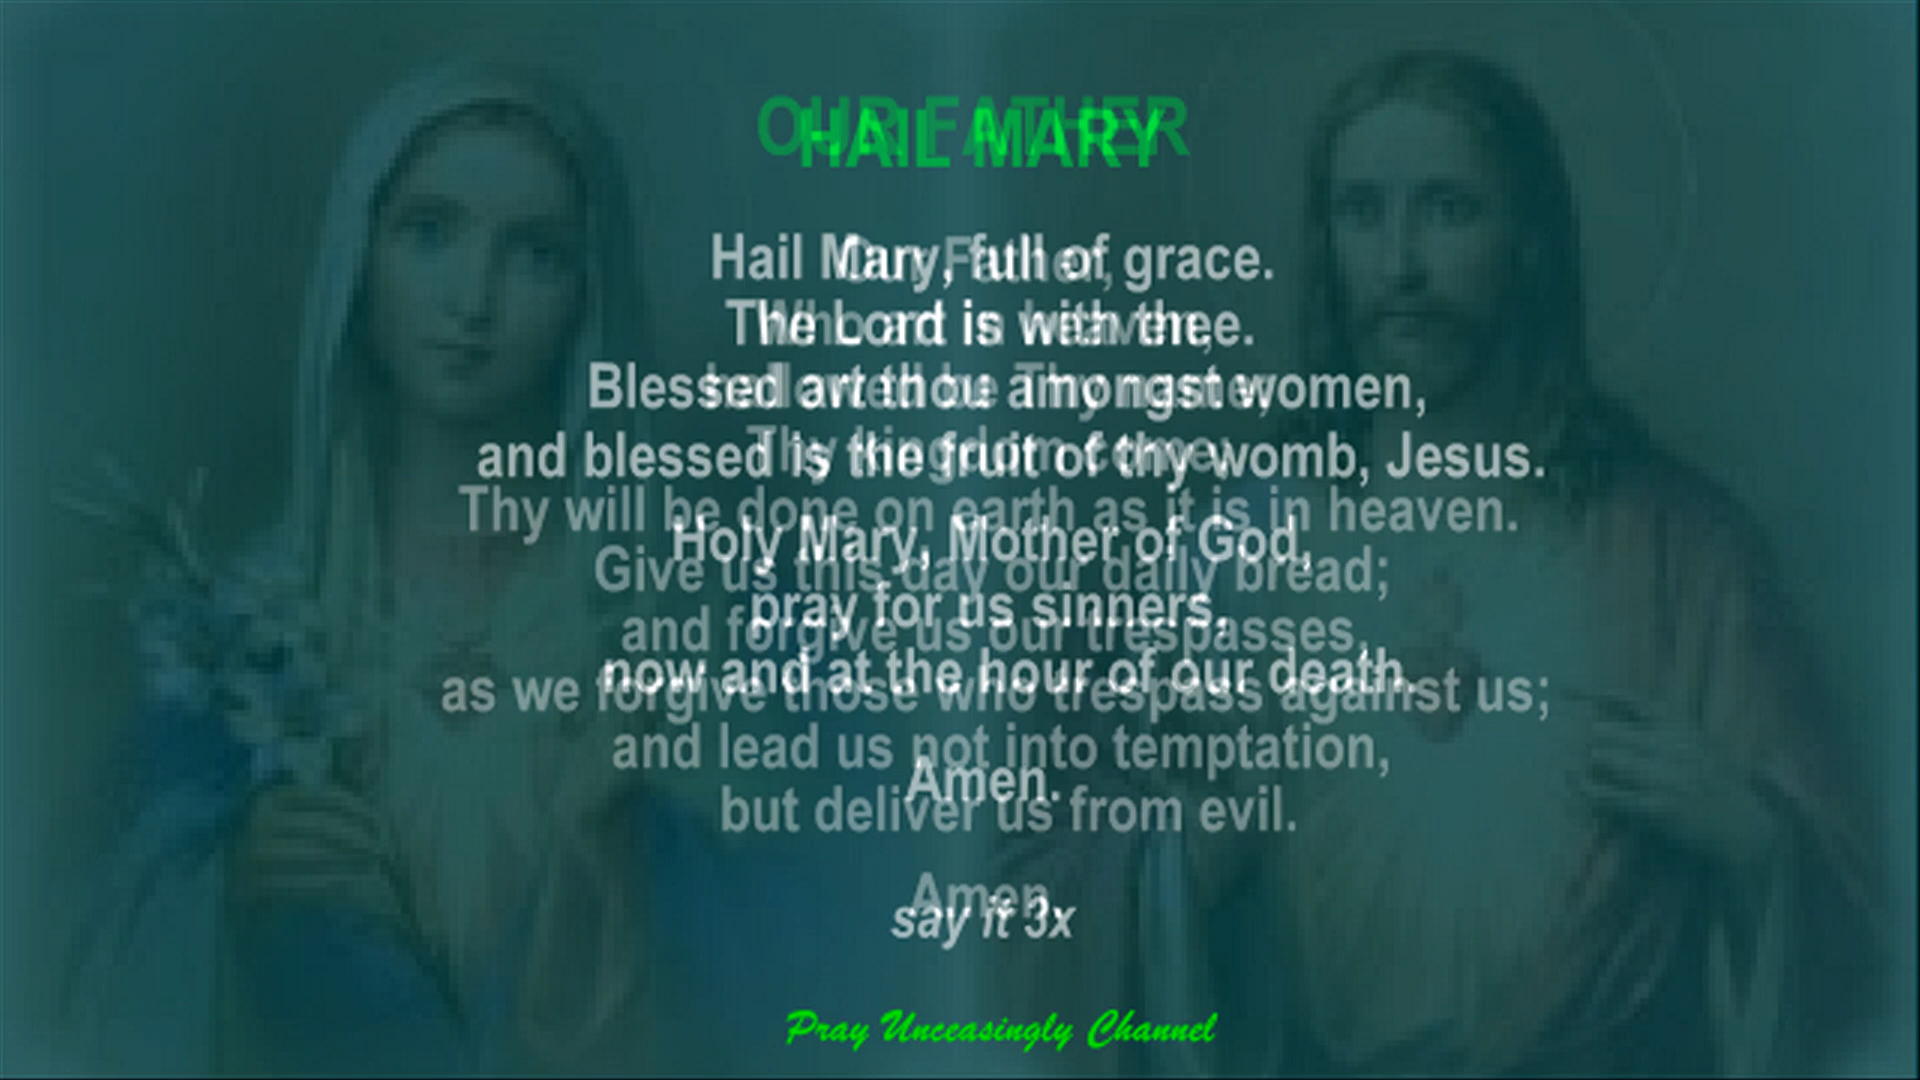 OUR FATHER
HAIL MARY
Hail Mary, full of grace.
Our Father,
The Lord is with thee.
Who art in heaven,
Blessed art thou amongst women,
hallowed be Thy name;
and blessed is the fruit of thy womb, Jesus.
Thy kingdom come;
Thy will be done on earth as it is in heaven.
Holy Mary, Mother of God,
Give us this day our daily bread;
pray for us sinners,
and forgive us our trespasses,
now and at the hour of our death.
as we forgive those who trespass against us;
and lead us not into temptation,
Amen.
but deliver us from evil.
Amen.
say it 3x
Pray Unceasingly Channel